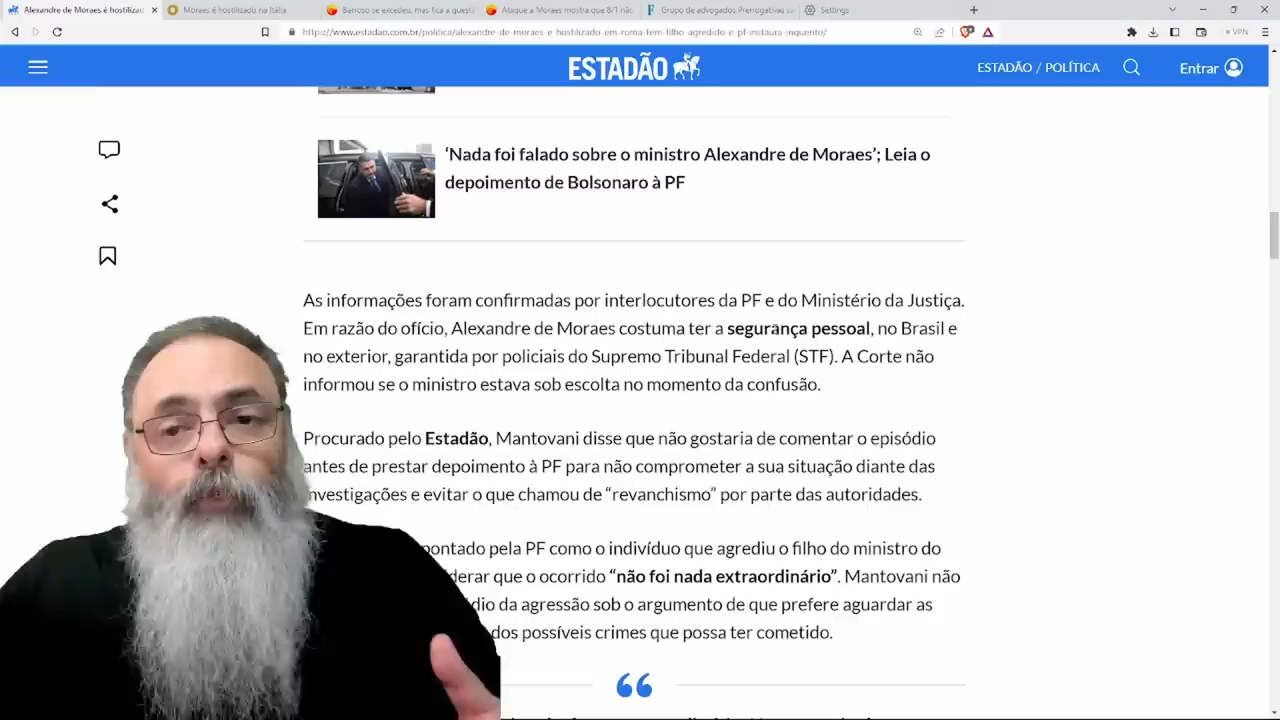 Alexandre de Moraes é hostilizad
Moraes é hostilizado na Itália
Barroso se excedeu, mas fica a questã
Ataque a Moraes mostra que 8/1 não
Grupo de advogados Prerrogativas sa
Settings
https://www.estadao.com.br/politica/alexandre-de-moraes-e-hostilizado-em-roma-tem-filho-agredido-e-pf-instaura-inquerito/
VPN
ESTADÃO
ESTADÃO / POLÍTICA
Entrar
‘Nada foi falado sobre o ministro Alexandre de Moraes’; Leia o
depoimento de Bolsonaro à PF
As informações foram confirmadas por interlocutores da PF e do Ministério da Justiça.
Em razão do ofício, Alexandre de Moraes costuma ter a segurança pessoal, no Brasil e
no exterior, garantida por policiais do Supremo Tribunal Federal (STF). A Corte não
informou se o ministro estava sob escolta no momento da confusão.
Procurado pelo Estadão, Mantovani disse que não gostaria de comentar o episódio
antes de prestar depoimento à PF para não comprometer a sua situação diante das
investigações e evitar o que chamou de “revanchismo” por parte das autoridades.
pontado pela PF como o indivíduo que agrediu o filho do ministro do
derar que o ocorrido “não foi nada extraordinário”. Mantovani não
dio da agressão sob o argumento de que prefere aguardar as
dos possíveis crimes que possa ter cometido.